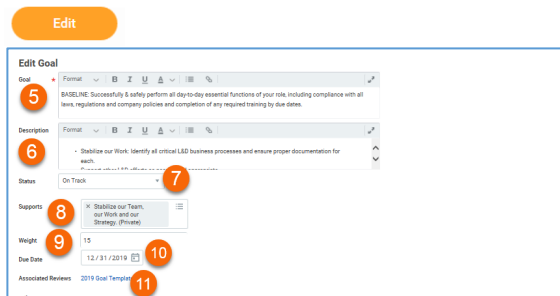 Edit
Edit Goal
Goal * Format B I U A
5
BASELINE: Successfully & safely perform all day-to-day essential functions of your role, including compliance with all
laws, regulations and company policies and completion of any required training by due dates.
Description Format B I U A
6
• Stabilize our Work: Identify all critical L&D business processes and ensure proper documentation for
each.
Status On Track 7
Supports 8 × Stabilize our Team,
our Work and our
Strategy. (Private)
Weight 9 15
Due Date 12/31/2019 10
Associated Reviews 2019 Goal Template 11